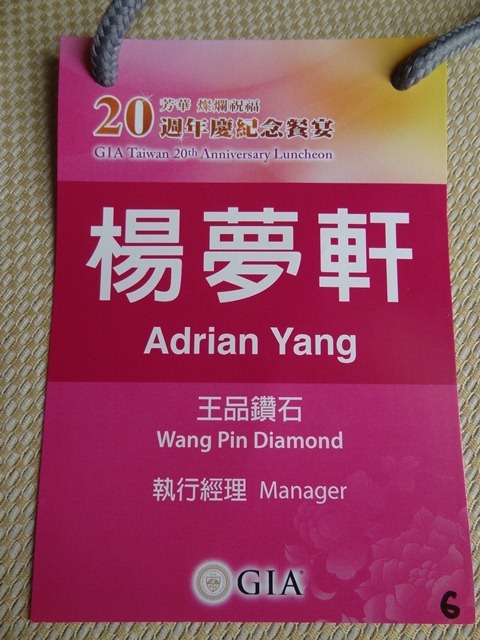 20 芳華 燦爛祝福
週年慶紀念餐宴
GIA Taiwan 20th Anniversary Luncheon
楊夢軒
Adrian Yang
王品鑽石
Wang Pin Diamond
執行經理 Manager
GIA®
6